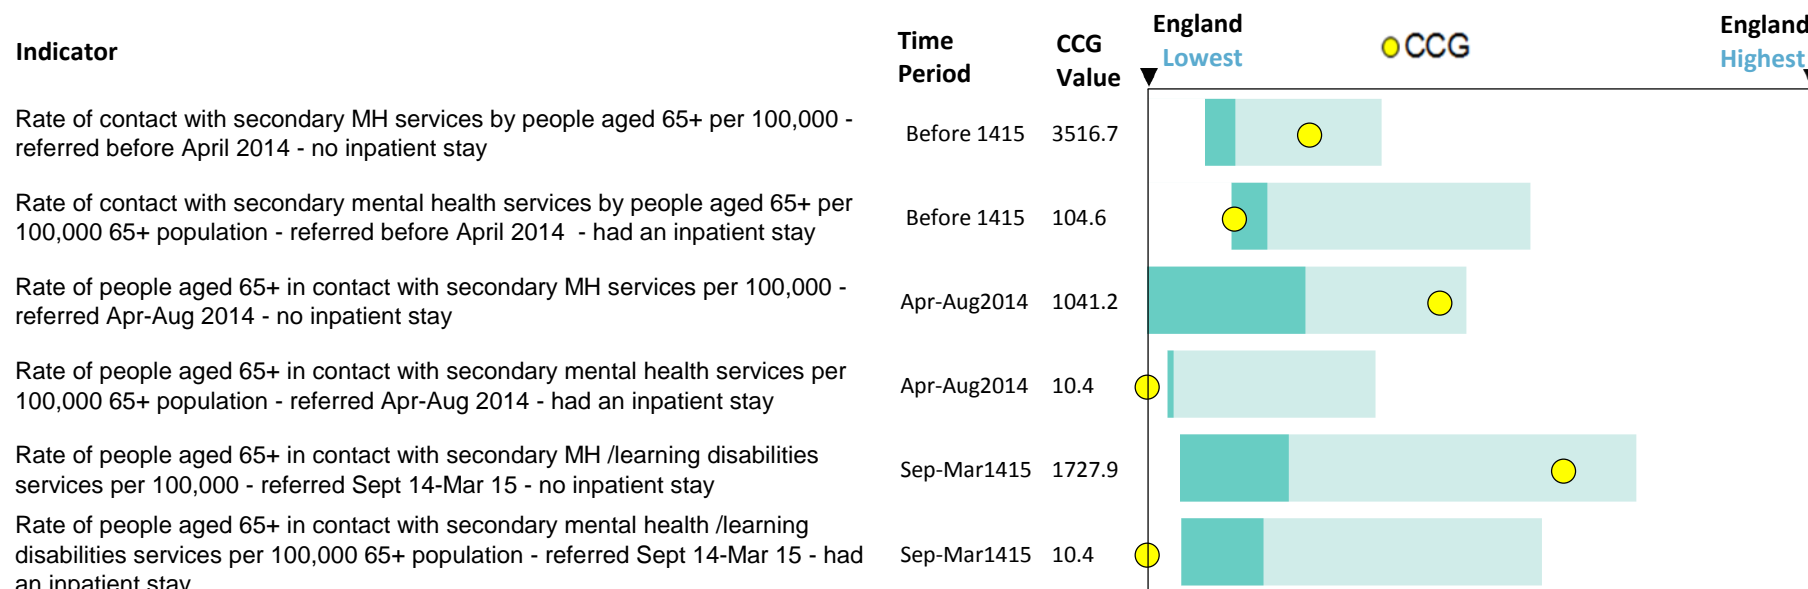 Indicator
Time Period
CCG Value
England Lowest
CCG
England Highest
Rate of contact with secondary MH services by people aged 65+ per 100,000 -
referred before April 2014 - no inpatient stay
Before 1415 3516.7
Rate of contact with secondary mental health services by people aged 65+ per
100,000 65+ population - referred before April 2014  - had an inpatient stay
Before 1415 104.6
Rate of people aged 65+ in contact with secondary MH services per 100,000 -
referred Apr-Aug 2014 - no inpatient stay
Apr-Aug2014 1041.2
Rate of people aged 65+ in contact with secondary mental health services per
100,000 65+ population - referred Apr-Aug 2014 - had an inpatient stay
Apr-Aug2014 10.4
Rate of people aged 65+ in contact with secondary MH /learning disabilities
services per 100,000 - referred Sept 14-Mar 15 - no inpatient stay
Sep-Mar1415 1727.9
Rate of people aged 65+ in contact with secondary mental health /learning
disabilities services per 100,000 65+ population - referred Sept 14-Mar 15 - had
an inpatient stay
Sep-Mar1415 10.4